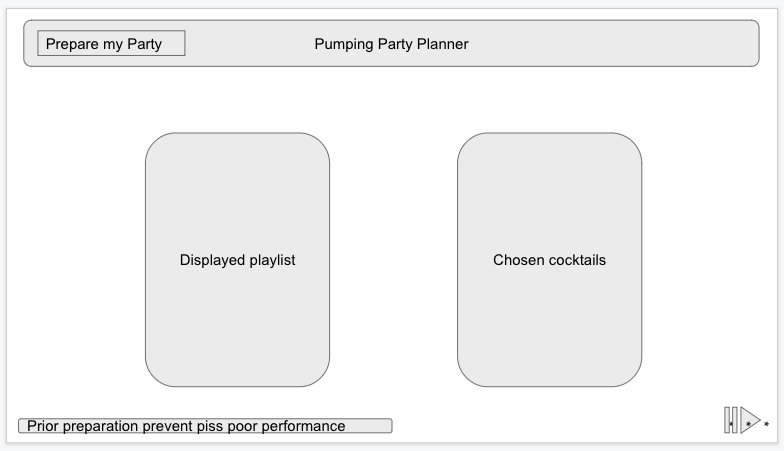 Prepare my Party
Pumping Party Planner
Displayed playlist
Chosen cocktails
Prior preparation prevent piss poor performance
* * *